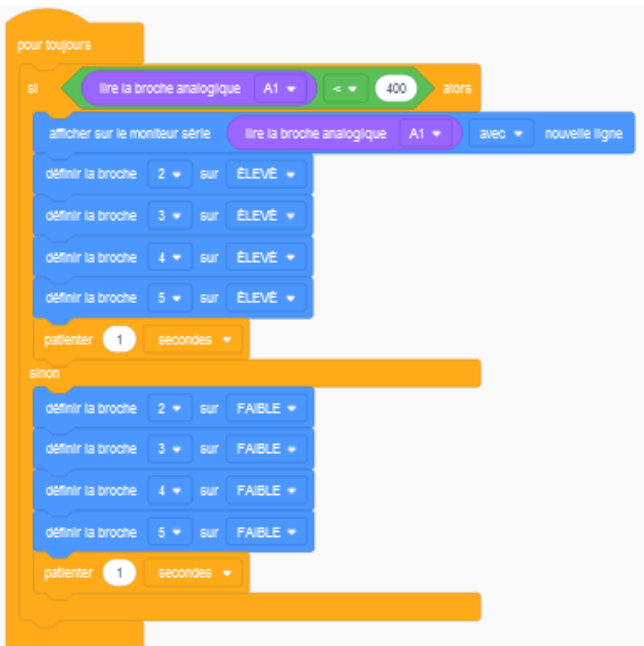 pour toujours
si lire la broche analogique A1 < 400 alors
afficher sur le moniteur série lire la broche analogique A1 avec nouvelle ligne
définir la broche 2 sur ÉLEVÉ
définir la broche 3 sur ÉLEVÉ
définir la broche 4 sur ÉLEVÉ
définir la broche 5 sur ÉLEVÉ
patienter 1 secondes
sinon
définir la broche 2 sur FAIBLE
définir la broche 3 sur FAIBLE
définir la broche 4 sur FAIBLE
définir la broche 5 sur FAIBLE
patienter 1 secondes